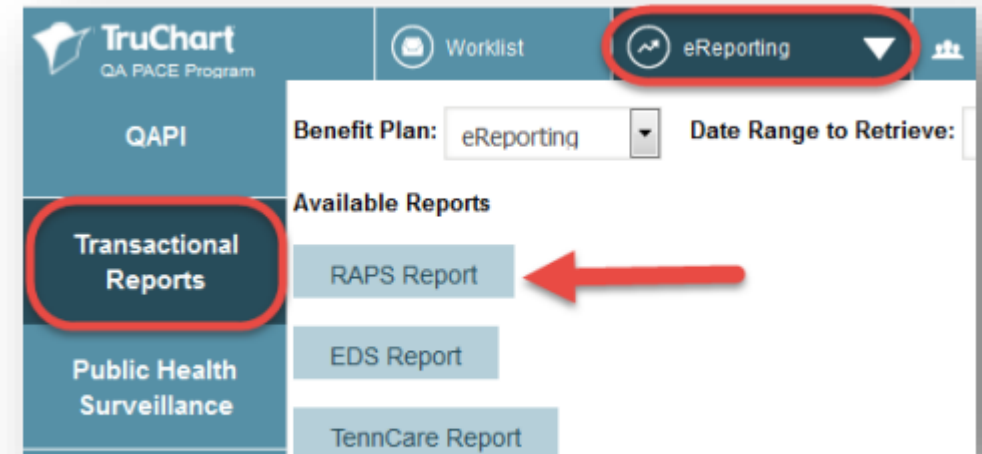 TruChart
QA PACE Program
Worklist
eReporting
QAPI
Benefit Plan: eReporting Date Range to Retrieve:
Available Reports
Transactional
Reports
RAPS Report
EDS Report
Public Health
Surveillance
TennCare Report